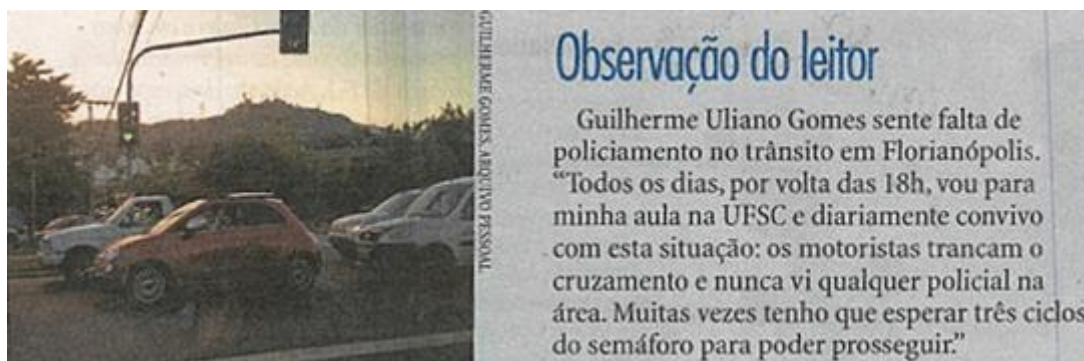 GUILHERME GOMES, ARQUIVO PESSOAL
Observação do leitor
Guilherme Uliano Gomes sente falta de
policiamento no trânsito em Florianópolis.
“Todos os dias, por volta das 18h, vou para
minha aula na UFSC e diariamente convivo
com esta situação: os motoristas trancam o
cruzamento e nunca vi qualquer policial na
área. Muitas vezes tenho que esperar três ciclos
do semáforo para poder prosseguir.”